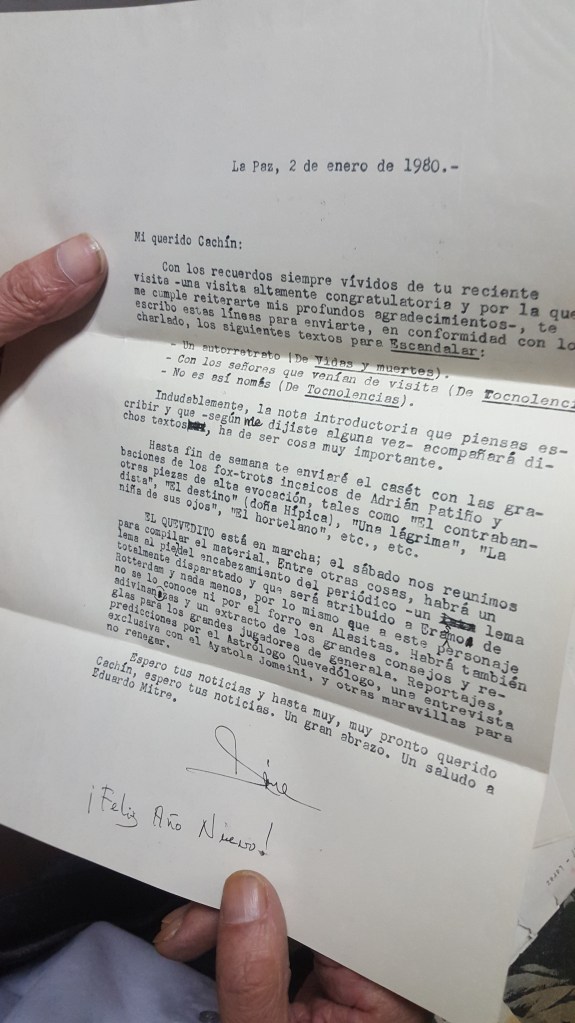 La Paz, 2 de enero de 1980.-
Mi querido Cachín:
Con los recuerdos siempre vívidos de tu reciente
visita -una visita altamente congratulatoria y por la que
me cumple reiterarte mis profundos agradecimientos-, te
escribo estas líneas para enviarte, en conformidad con lo
charlado, los siguientes textos para Escandalar:
- Un autorretrato (De Vidas y muertes).
- Con los señores que venían de visita (De Tocnolenci
- No es así nomás (De Tocnolencias).
Indudablemente, la nota introductoria que piensas es-
cribir y que -según me dijiste alguna vez- acompañará di-
chos textos, ha de ser cosa muy importante.
Hasta fin de semana te enviaré el casét con las gra-
baciones de los fox-trots incaicos de Adrián Patiño y
otras piezas de alta evocación, tales como "El contraban-
dista", "El destino" (doña Hípica), "Una lágrima", "La
niña de sus ojos", "El hortelano", etc., etc.
EL QUEVEDITO está en marcha; el sábado nos reunimos
para compilar el material. Entre otras cosas, habrá un
lema al pie del encabezamiento del periódico -un lema
totalmente disparatado y que será atribuido a Erasmo de
Rotterdam y nada menos, por lo mismo que a este personaje
no se lo conoce ni por el forro en Alasitas. Habrá también
adivinanzas y un extracto de los grandes consejos y re-
glas para los grandes jugadores de generala. Reportajes,
predicciones por el Astrólogo Quevedólogo, una entrevista
exclusiva con el Ayatola Jomeini, y otras maravillas para
no renegar.
Espero tus noticias y hasta muy, muy pronto querido
Cachín, espero tus noticias. Un gran abrazo. Un saludo a
Eduardo Mitre.
¡Feliz Año Nuevo!